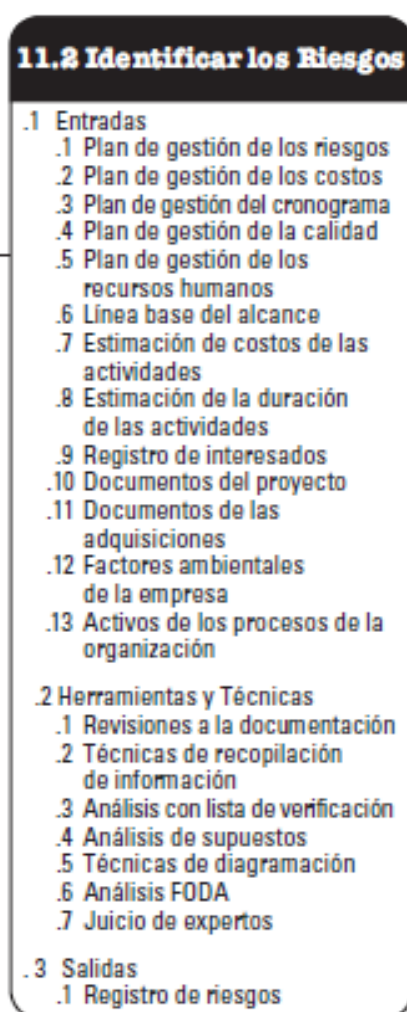 11.2 Identificar los Riesgos
.1 Entradas
.1 Plan de gestión de los riesgos
.2 Plan de gestión de los costos
.3 Plan de gestión del cronograma
.4 Plan de gestión de la calidad
.5 Plan de gestión de los
recursos humanos
.6 Línea base del alcance
.7 Estimación de costos de las
actividades
.8 Estimación de la duración
de las actividades
.9 Registro de interesados
.10 Documentos del proyecto
.11 Documentos de las
adquisiciones
.12 Factores ambientales
de la empresa
.13 Activos de los procesos de la
organización
.2 Herramientas y Técnicas
.1 Revisiones a la documentación
.2 Técnicas de recopilación
de información
.3 Análisis con lista de verificación
.4 Análisis de supuestos
.5 Técnicas de diagramación
.6 Análisis FODA
.7 Juicio de expertos
.3 Salidas
.1 Registro de riesgos